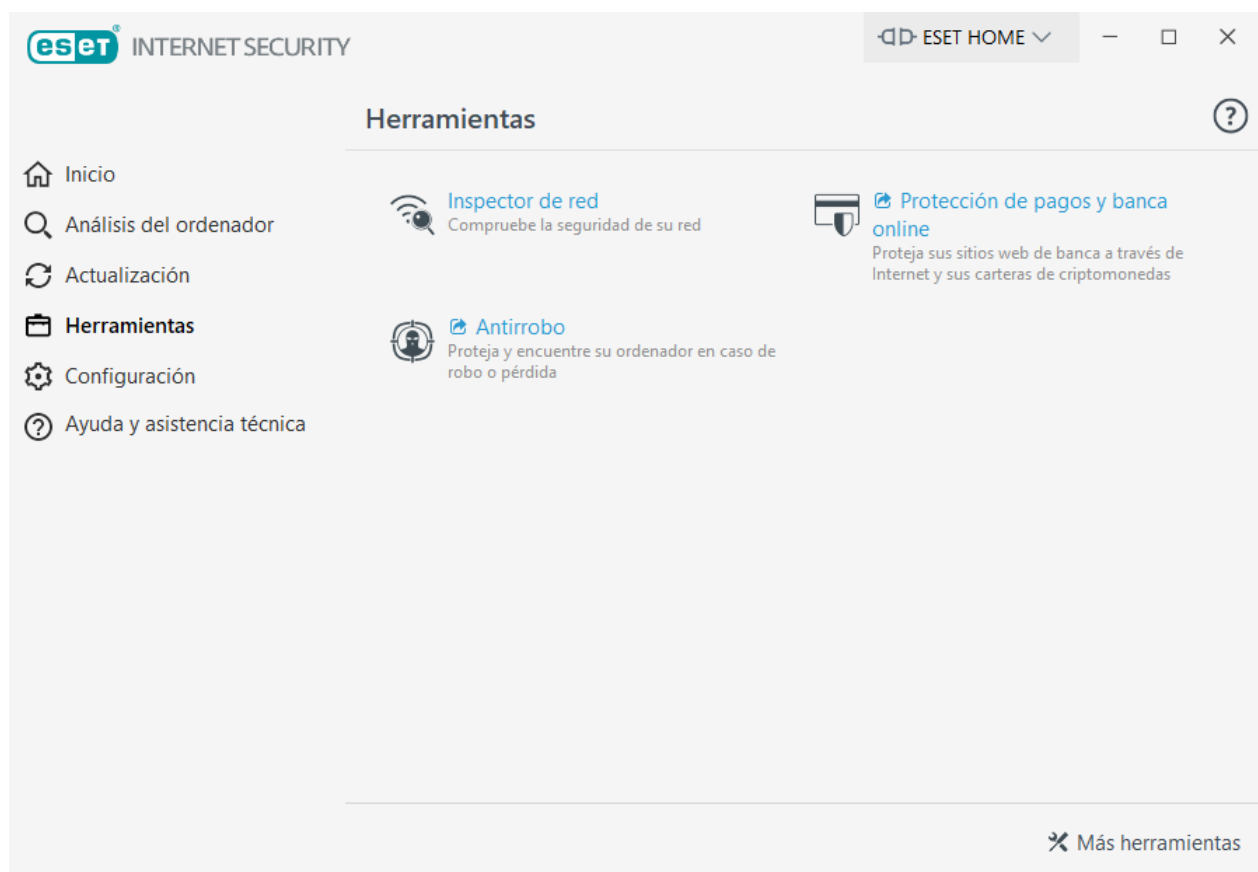 eset® INTERNET SECURITY
ESET HOME
Herramientas
Inicio
Análisis del ordenador
Actualización
Herramientas
Configuración
Ayuda y asistencia técnica
Inspector de red
Compruebe la seguridad de su red
Protección de pagos y banca
online
Proteja sus sitios web de banca a través de
Internet y sus carteras de criptomonedas
Antirrobo
Proteja y encuentre su ordenador en caso de
robo o pérdida
Más herramientas